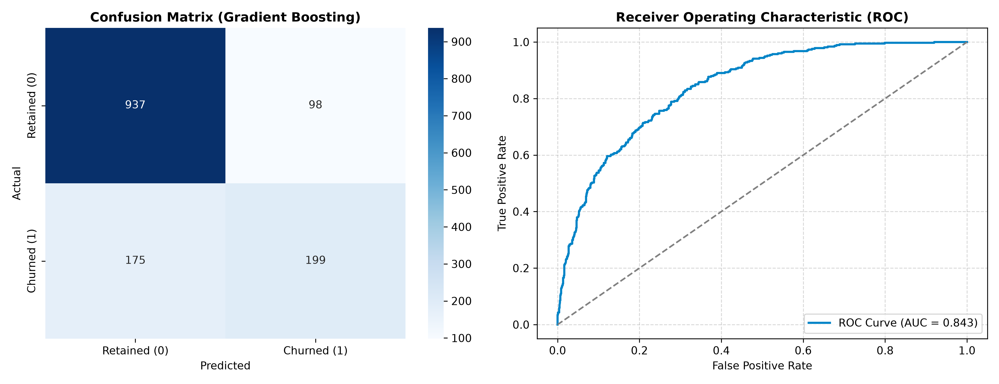 Confusion Matrix (Gradient Boosting)
Actual
Retained (0)
Churned (1)
937
98
175
199
Retained (0)
Churned (1)
Predicted
900
800
700
600
500
400
300
200
100
Receiver Operating Characteristic (ROC)
True Positive Rate
1.0
0.8
0.6
0.4
0.2
0.0
ROC Curve (AUC = 0.843)
0.0
0.2
0.4
0.6
0.8
1.0
False Positive Rate